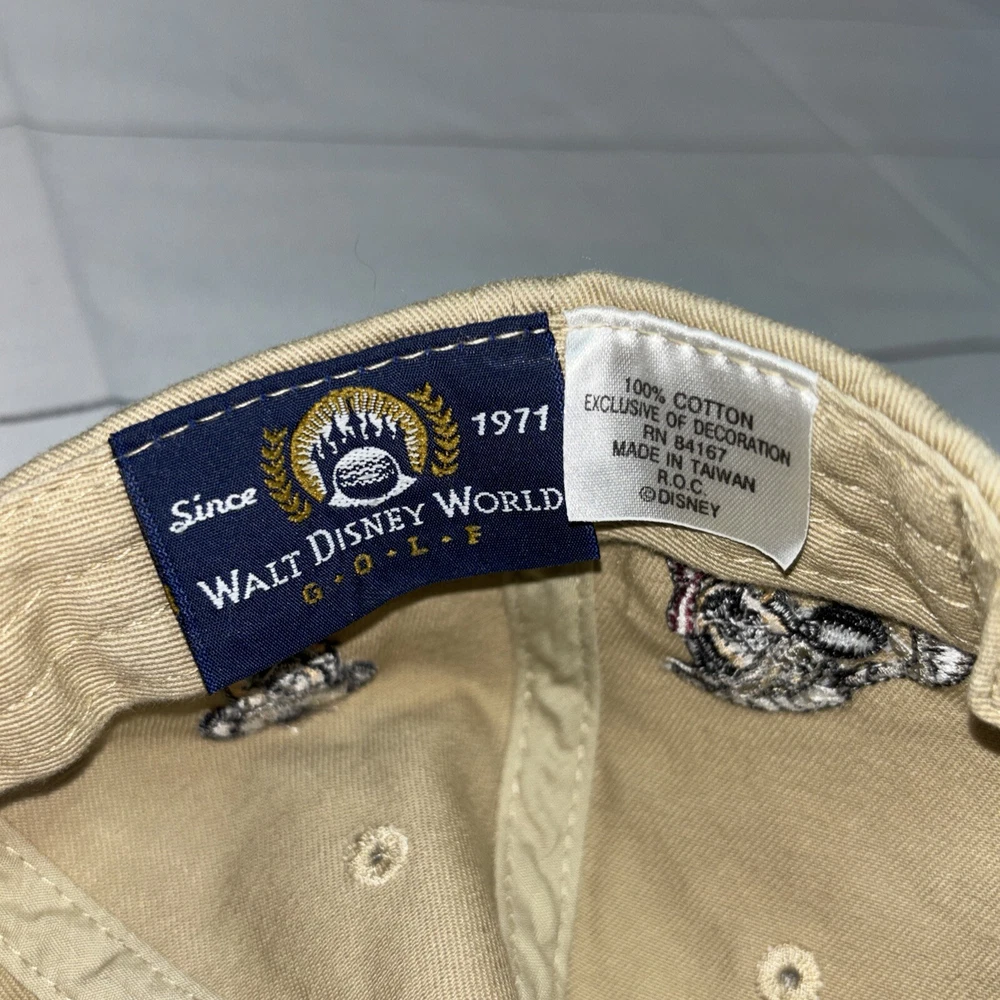 Since 1971
WALT DISNEY WORLD
G·O·L·F
100% COTTON
EXCLUSIVE OF DECORATION
RN 84167
MADE IN TAIWAN
R.O.C.
©DISNEY